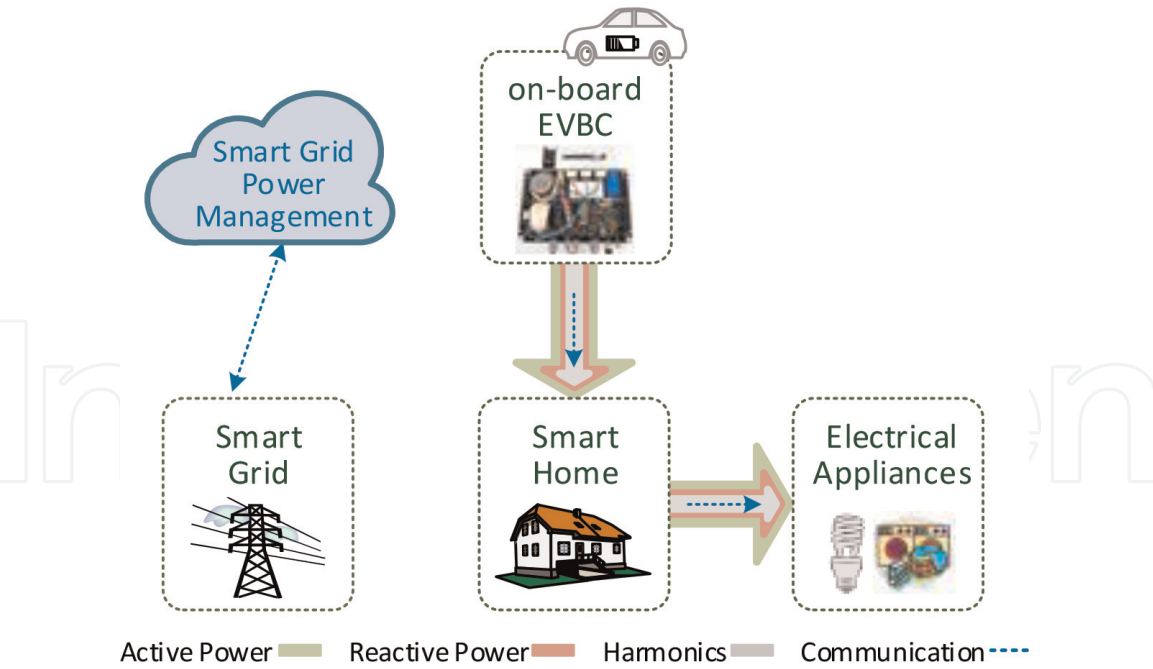 on-board
EVBC
Smart Grid
Power
Management
Smart
Grid
Smart
Home
Electrical
Appliances
Active Power
Reactive Power
Harmonics
Communication